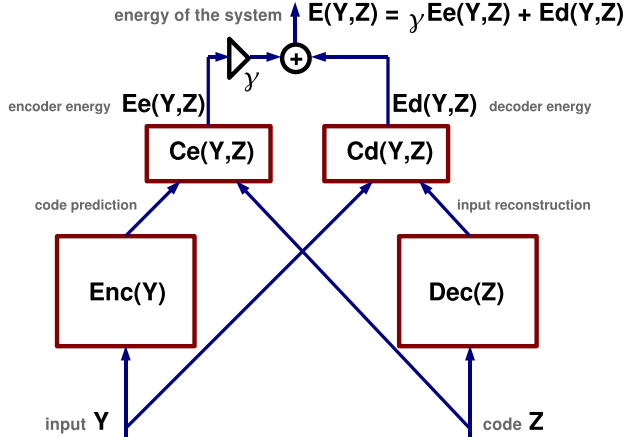 energy of the system E(Y,Z) = γEe(Y,Z) + Ed(Y,Z)
+
γ
encoder energy Ee(Y,Z) Ed(Y,Z) decoder energy
Ce(Y,Z) Cd(Y,Z)
code prediction input reconstruction
Enc(Y) Dec(Z)
input Y code Z